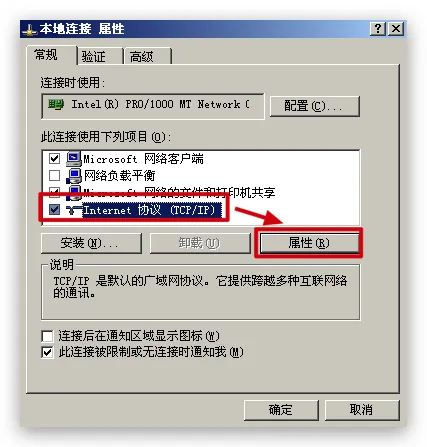 本地连接 属性
常规 验证 高级
连接时使用:
Intel(R) PRO/1000 MT Network (
配置(C)...
此连接使用下列项目(O):
Microsoft 网络客户端
网络负载平衡
Microsoft 网络的文件和打印机共享
Internet 协议 (TCP/IP)
安装(N)... 卸载(U) 属性(R)
说明
TCP/IP 是默认的广域网协议。它提供跨越多种互联网络
的通讯。
连接后在通知区域显示图标(W)
此连接被限制或无连接时通知我(M)
确定 取消